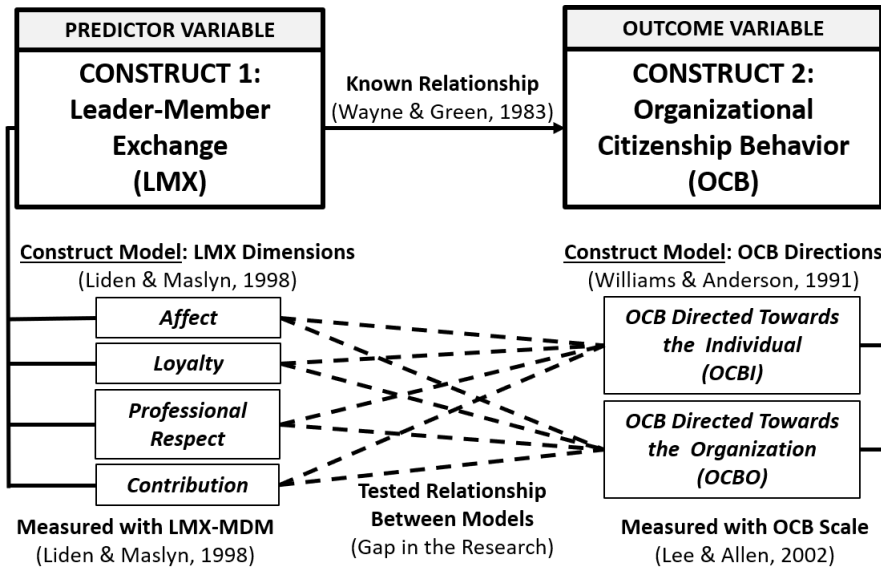 PREDICTOR VARIABLE
CONSTRUCT 1:
Leader-Member
Exchange
(LMX)
Known Relationship
(Wayne & Green, 1983)
OUTCOME VARIABLE
CONSTRUCT 2:
Organizational
Citizenship Behavior
(OCB)
Construct Model: LMX Dimensions
(Liden & Maslyn, 1998)
Affect
Loyalty
Professional
Respect
Contribution
Measured with LMX-MDM
(Liden & Maslyn, 1998)
Tested Relationship
Between Models
(Gap in the Research)
Construct Model: OCB Directions
(Williams & Anderson, 1991)
OCB Directed Towards
the Individual
(OCBI)
OCB Directed Towards
the Organization
(OCBO)
Measured with OCB Scale
(Lee & Allen, 2002)